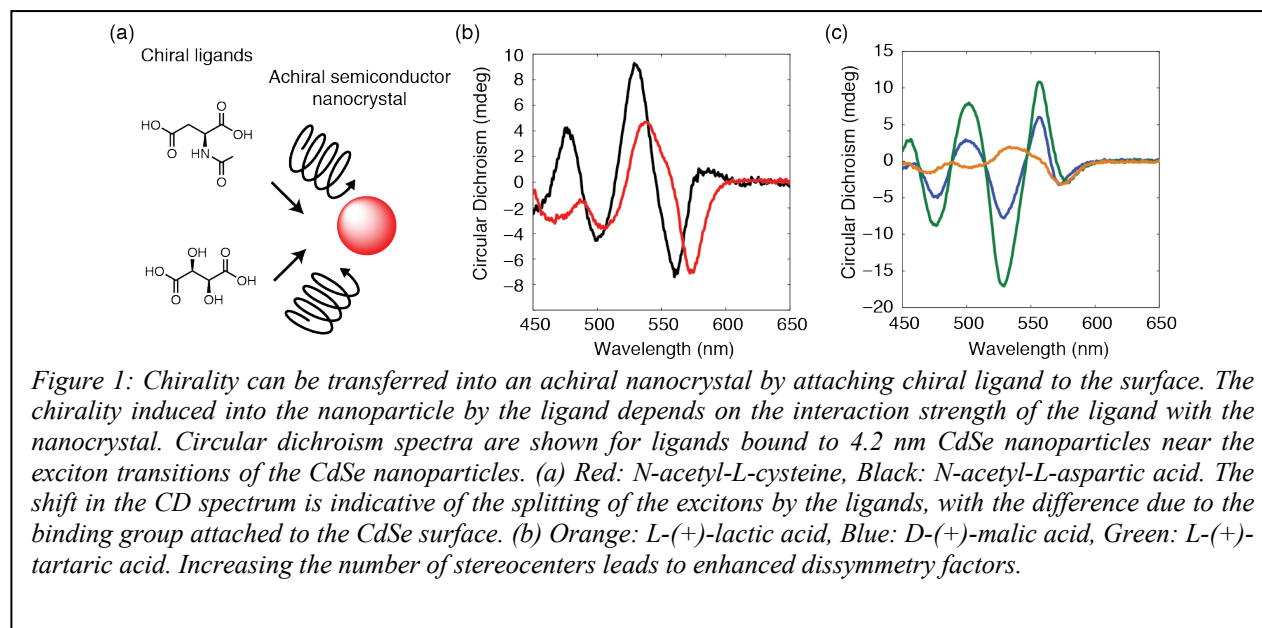 (a)
Chiral ligands
Achiral semiconductor
nanocrystal
HO
O
O
OH
HN
O
HO
O
OH
OH
O
OH
(b)
Circular Dichroism (mdeg)
10
8
6
4
2
0
−2
−4
−6
−8
450 500 550 600 650
Wavelength (nm)
(c)
Circular Dichroism (mdeg)
15
10
5
0
−5
−10
−15
−20
450 500 550 600 650
Wavelength (nm)
Figure 1: Chirality can be transferred into an achiral nanocrystal by attaching chiral ligand to the surface. The
chirality induced into the nanoparticle by the ligand depends on the interaction strength of the ligand with the
nanocrystal. Circular dichroism spectra are shown for ligands bound to 4.2 nm CdSe nanoparticles near the
exciton transitions of the CdSe nanoparticles. (a) Red: N-acetyl-L-cysteine, Black: N-acetyl-L-aspartic acid. The
shift in the CD spectrum is indicative of the splitting of the excitons by the ligands, with the difference due to the
binding group attached to the CdSe surface. (b) Orange: L-(+)-lactic acid, Blue: D-(+)-malic acid, Green: L-(+)-
tartaric acid. Increasing the number of stereocenters leads to enhanced dissymmetry factors.